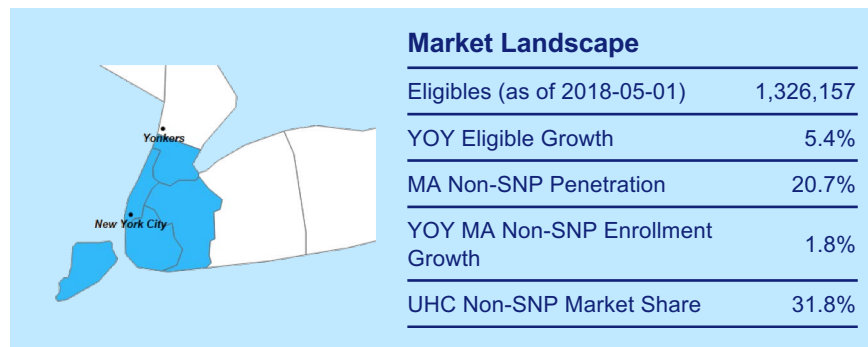 Yonkers
New York City
Market Landscape
Eligibles (as of 2018-05-01) 1,326,157
YOY Eligible Growth 5.4%
MA Non-SNP Penetration 20.7%
YOY MA Non-SNP Enrollment
Growth 1.8%
UHC Non-SNP Market Share 31.8%